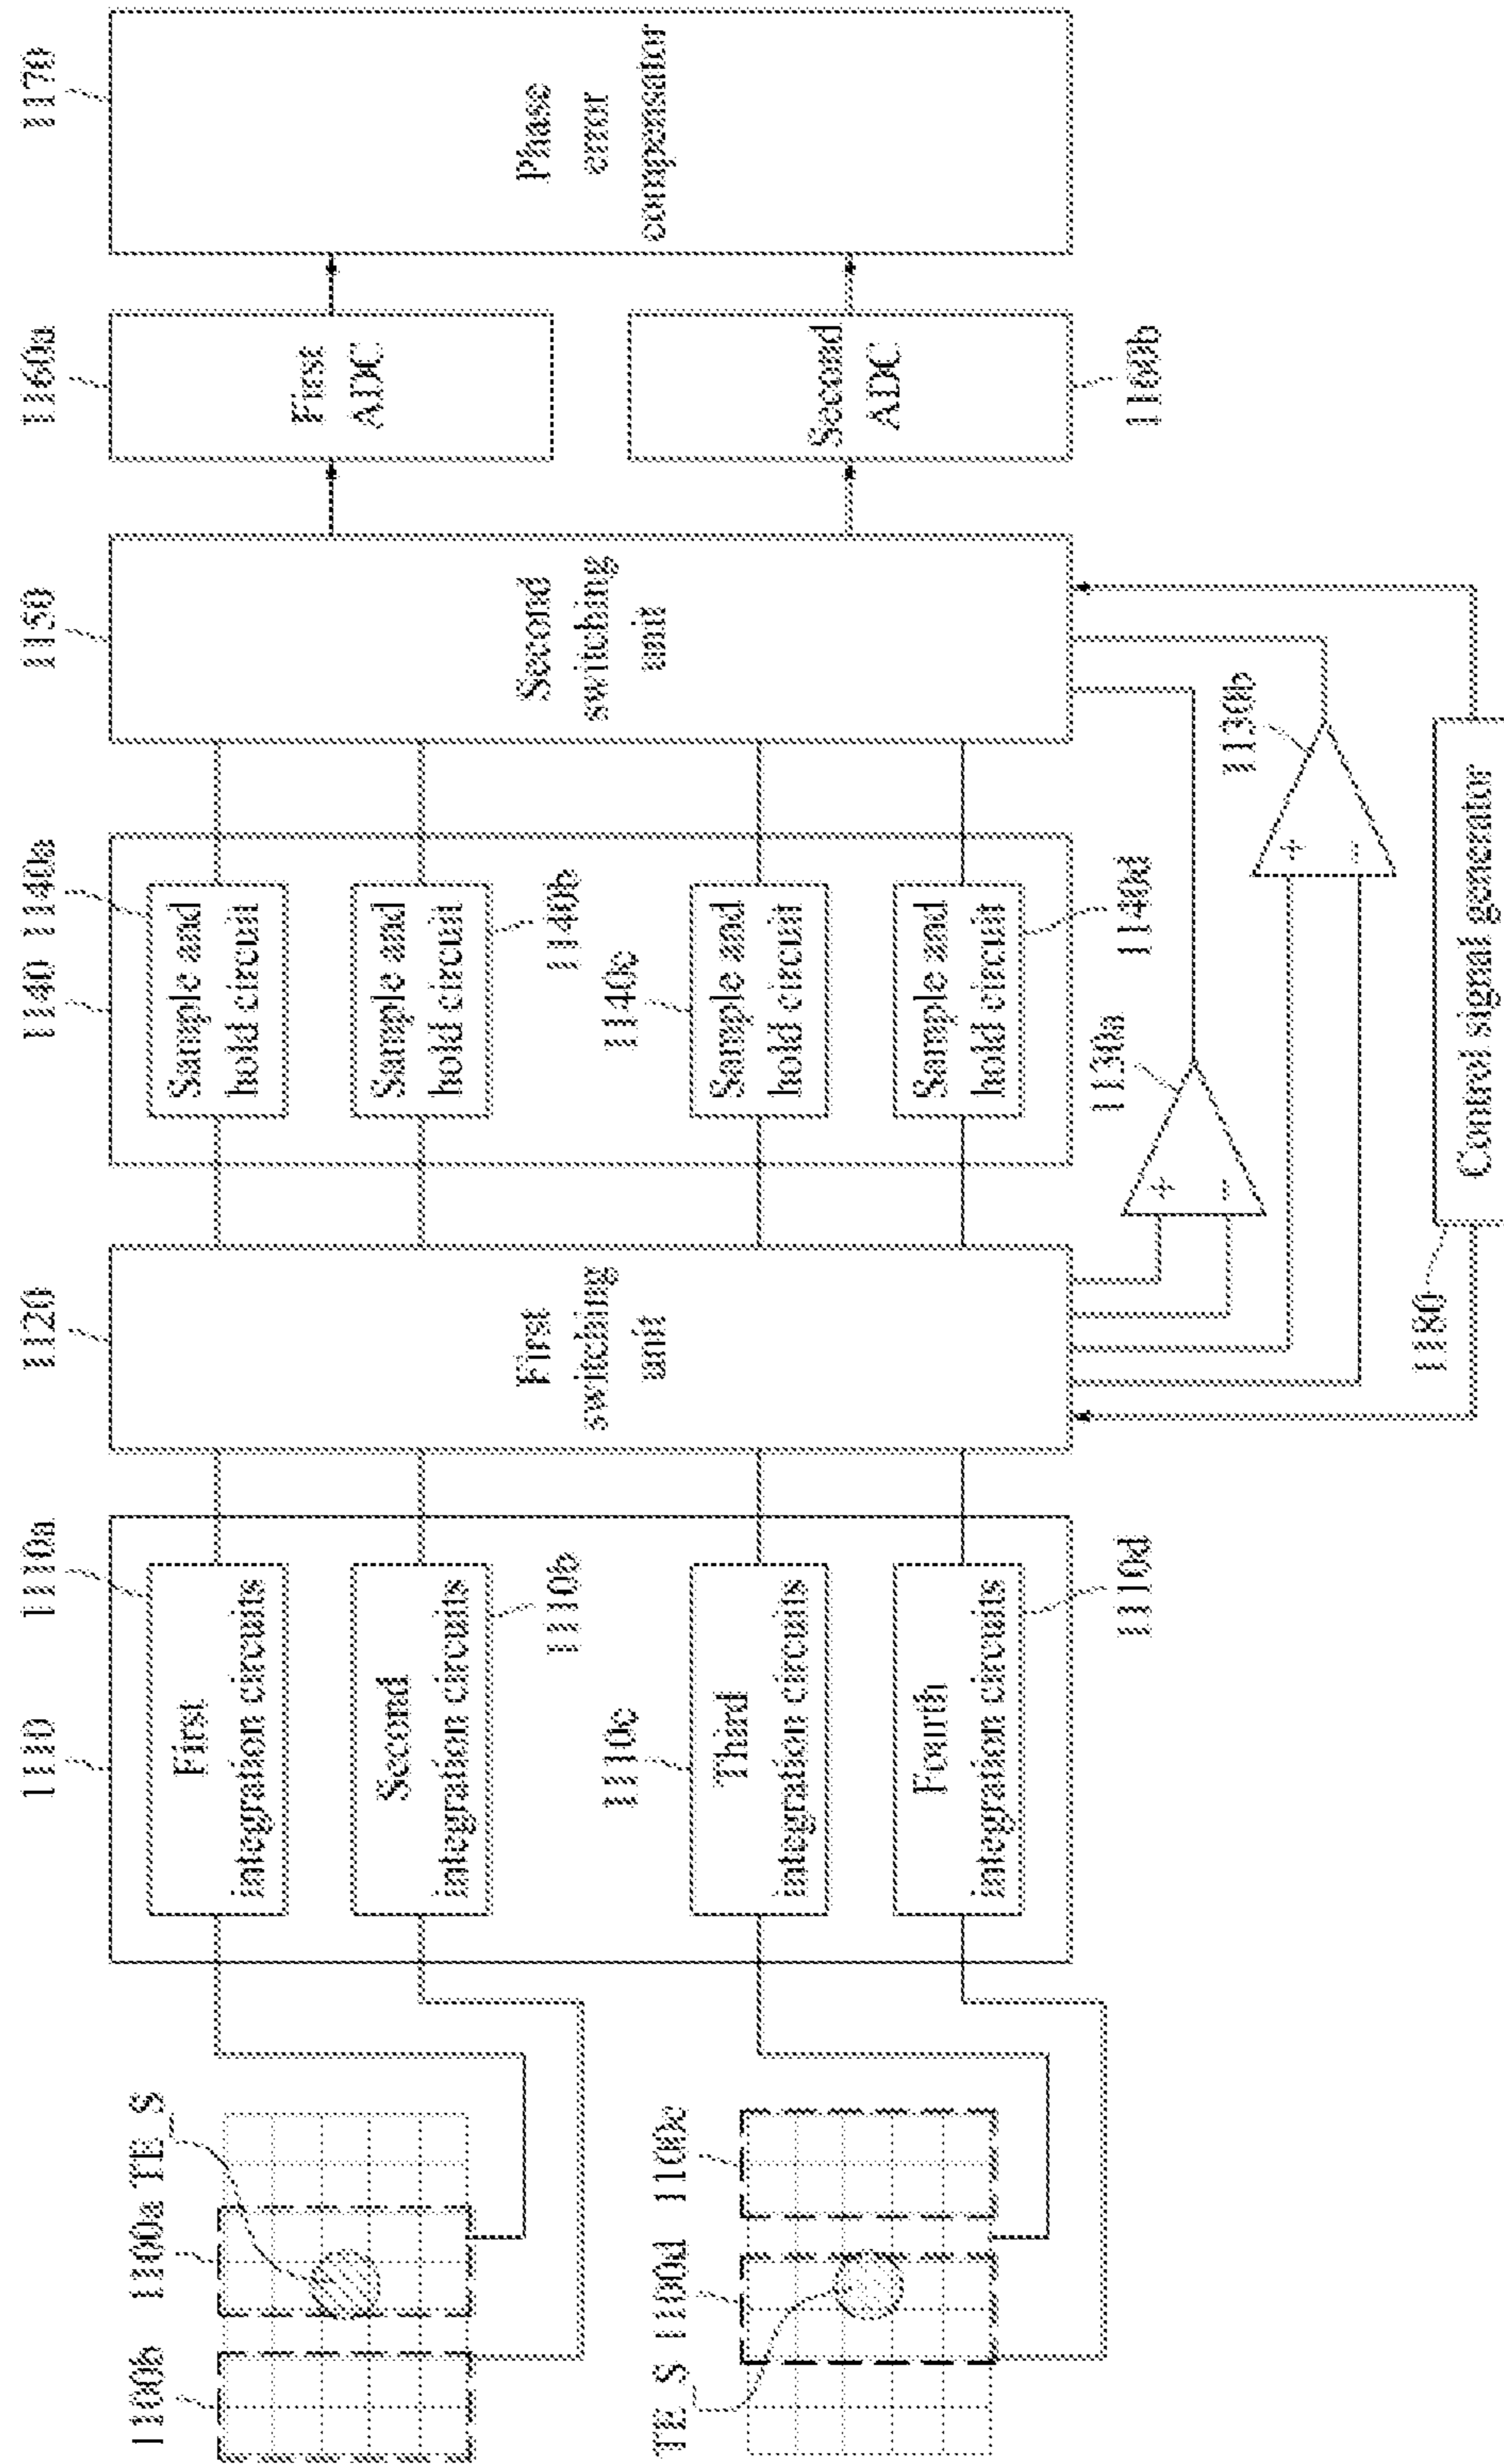 1100b
1100a TE_S
TE_S
1100d
1100c
1110
1110a
First
integration circuits
Second
integration circuits
1110b
1110c
Third
integration circuits
Fourth
integration circuits
1110d
1120
First
switching
unit
1140
1140a
Sample and
hold circuit
Sample and
hold circuit
1140b
1140c
Sample and
hold circuit
Sample and
hold circuit
1140d
1130a
+
−
1130b
+
−
1180
Control signal generator
1150
Second
switching
unit
1160a
First
ADC
Second
ADC
1160b
1170
Phase
error
compensator